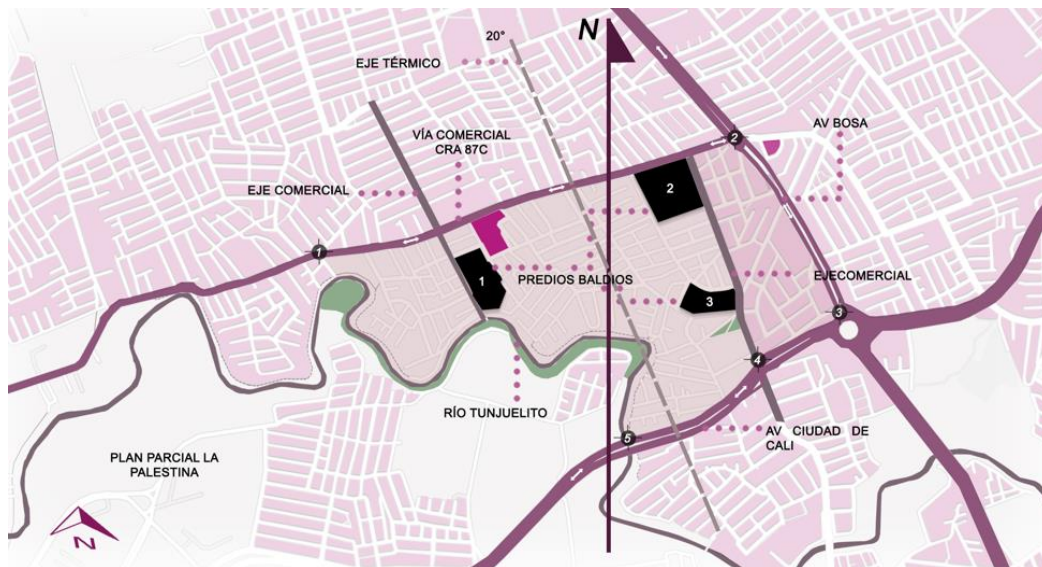 N
20°
EJE TÉRMICO
VÍA COMERCIAL
CRA 87C
AV BOSA
EJE COMERCIAL
2
2
1
1
PREDIOS BALDIOS
EJECOMERCIAL
3
3
4
RÍO TUNJUELITO
5
AV CIUDAD DE
CALI
PLAN PARCIAL LA
PALESTINA
N